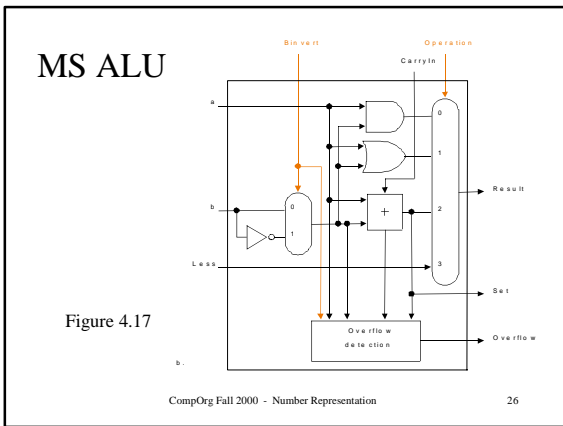 MS ALU
Binvert
Operation
CarryIn
a
0
1
b
0
1
+
2
Result
Less
3
Set
Figure 4.17
Overflow
detection
Overflow
b.
CompOrg Fall 2000 - Number Representation
26